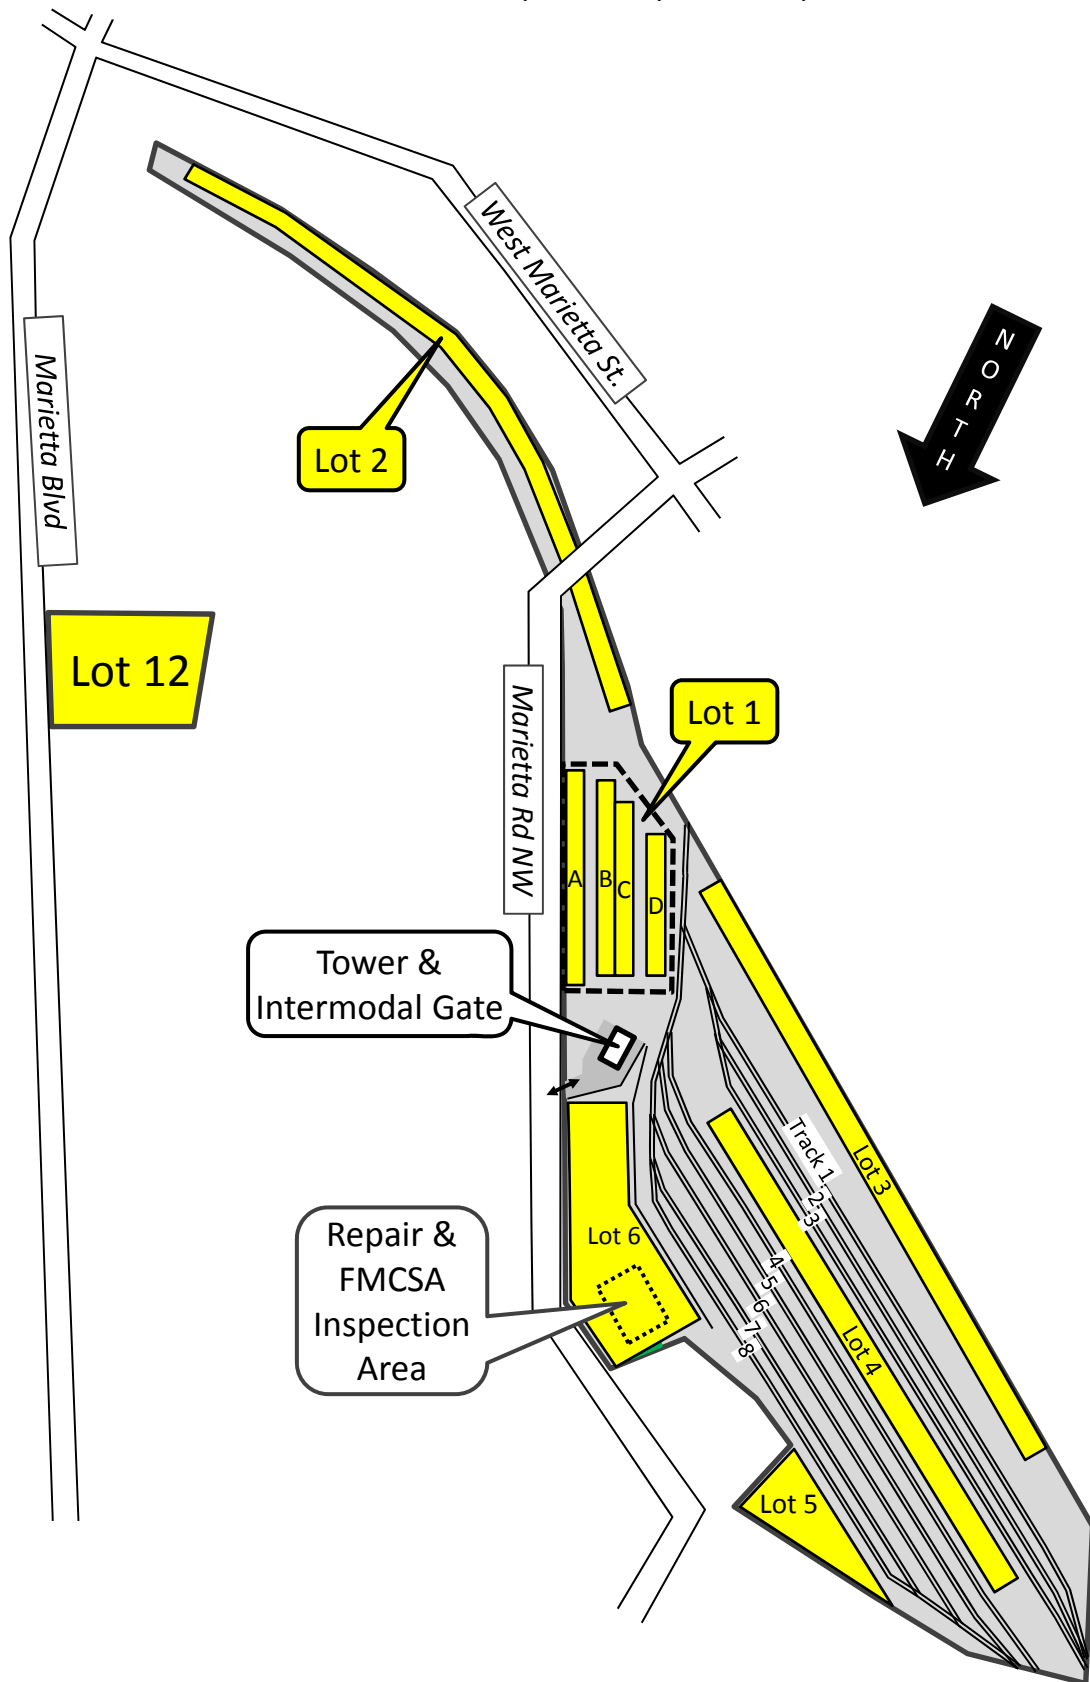 West Marietta St.
NORTH
Marietta Blvd
Lot 2
Lot 12
Marietta Rd NW
Lot 1
A
B
C
D
Tower &
Intermodal Gate
Track 1
2
3
Lot 3
Repair &
FMCSA
Inspection
Area
Lot 6
4
5
6
7
8
Lot 4
Lot 5